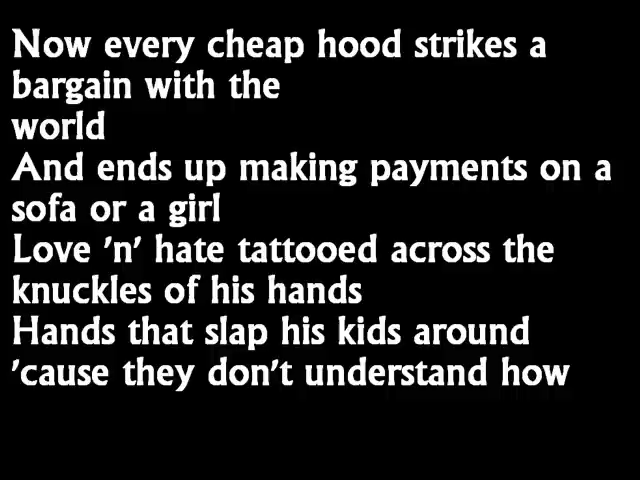 Now every cheap hood strikes a
bargain with the
world
And ends up making payments on a
sofa or a girl
Love 'n' hate tattooed across the
knuckles of his hands
Hands that slap his kids around
'cause they don't understand how